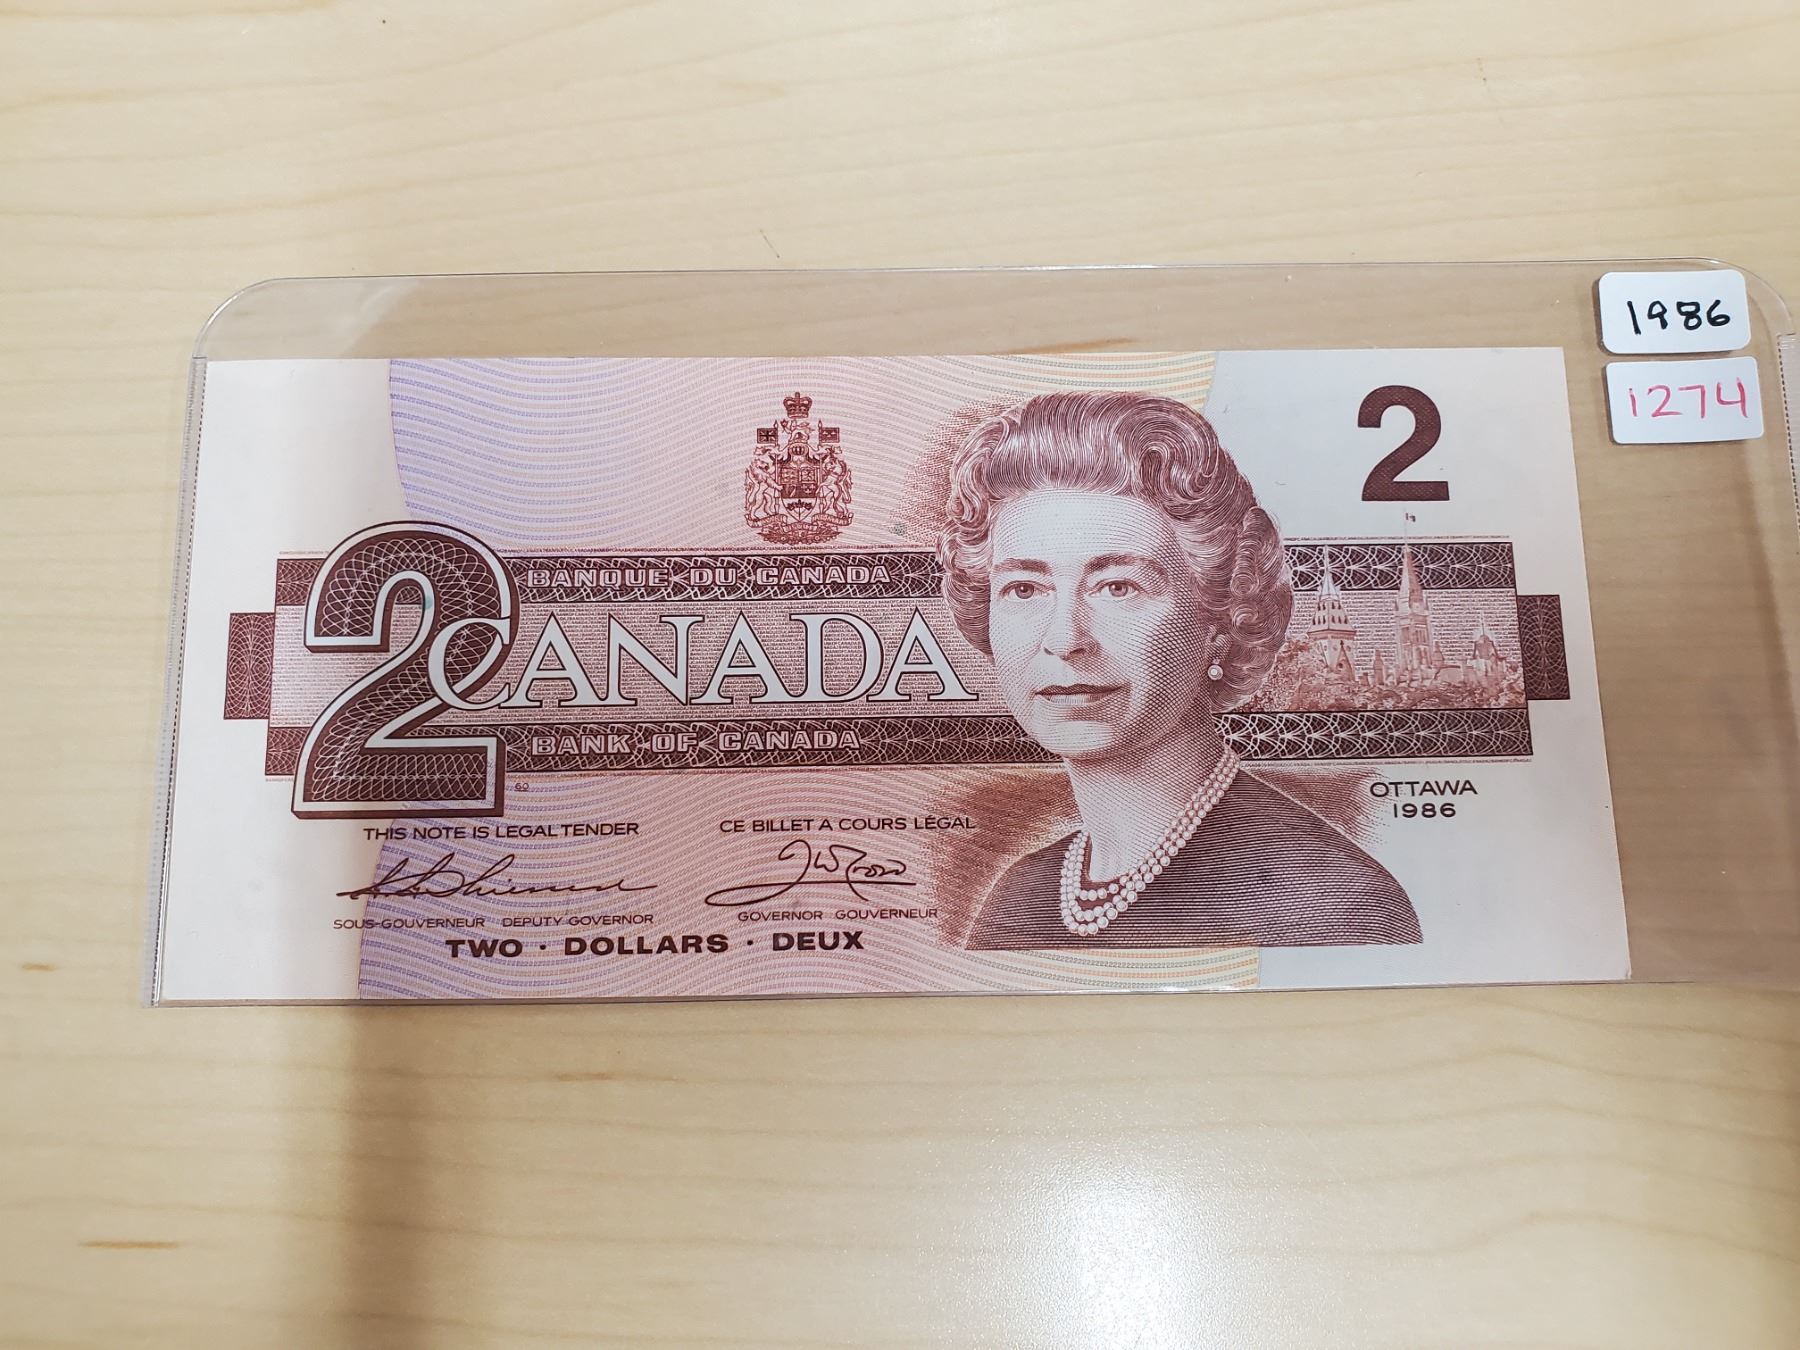 1986
1274
2
BANQUE DU CANADA
2 CANADA
BANK OF CANADA
60
OTTAWA
1986
THIS NOTE IS LEGAL TENDER
CE BILLET A COURS LÉGAL
SOUS-GOUVERNEUR DEPUTY GOVERNOR
GOVERNOR GOUVERNEUR
TWO · DOLLARS · DEUX